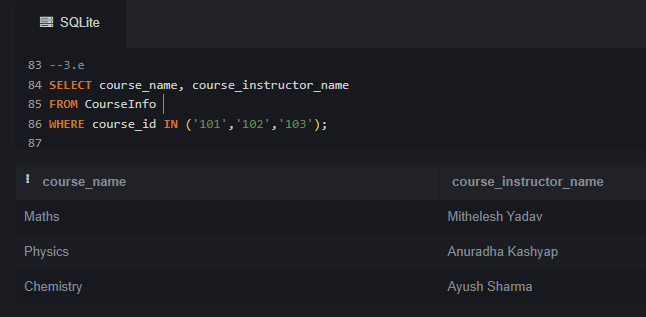 SQLite
83 --3.e
84 SELECT course_name, course_instructor_name
85 FROM CourseInfo
86 WHERE course_id IN ('101','102','103');
87
course_name course_instructor_name
Maths Mithelesh Yadav
Physics Anuradha Kashyap
Chemistry Ayush Sharma